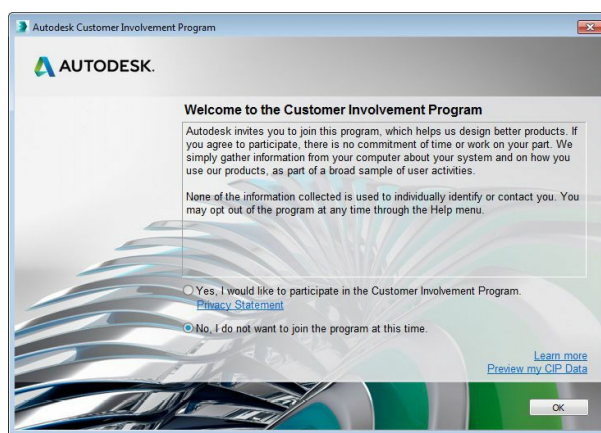 Autodesk Customer Involvement Program
AUTODESK.
Welcome to the Customer Involvement Program
Autodesk invites you to join this program, which helps us design better products. If
you agree to participate, there is no commitment of time or work on your part. We
simply gather information from your computer about your system and on how you
use our products, as part of a broad sample of user activities.
None of the information collected is used to individually identify or contact you. You
may opt out of the program at any time through the Help menu.
Yes, I would like to participate in the Customer Involvement Program.
Privacy Statement
No, I do not want to join the program at this time.
Learn more
Preview my CIP Data
OK